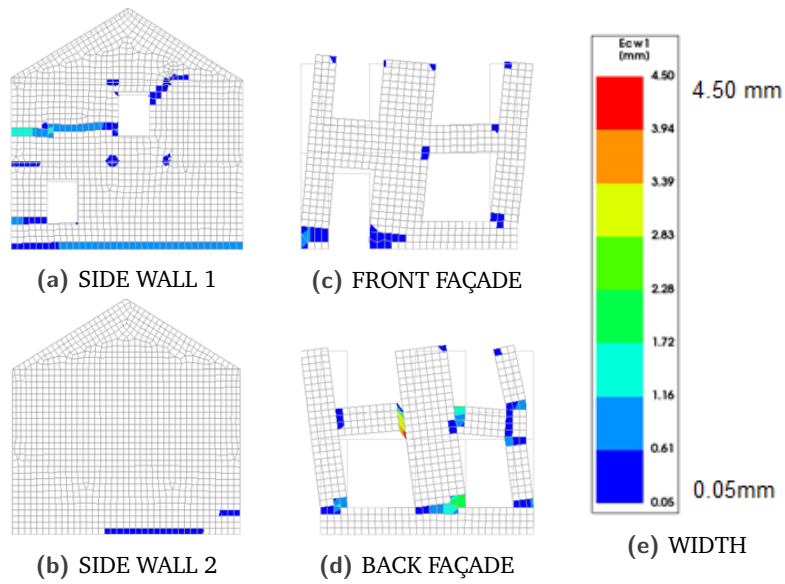 Ecw1
(mm)
4.50
3.94
3.39
2.83
2.28
1.72
1.16
0.61
0.05
4.50 mm
0.05mm
(a) SIDE WALL 1
(c) FRONT FAÇADE
(b) SIDE WALL 2
(d) BACK FAÇADE
(e) WIDTH